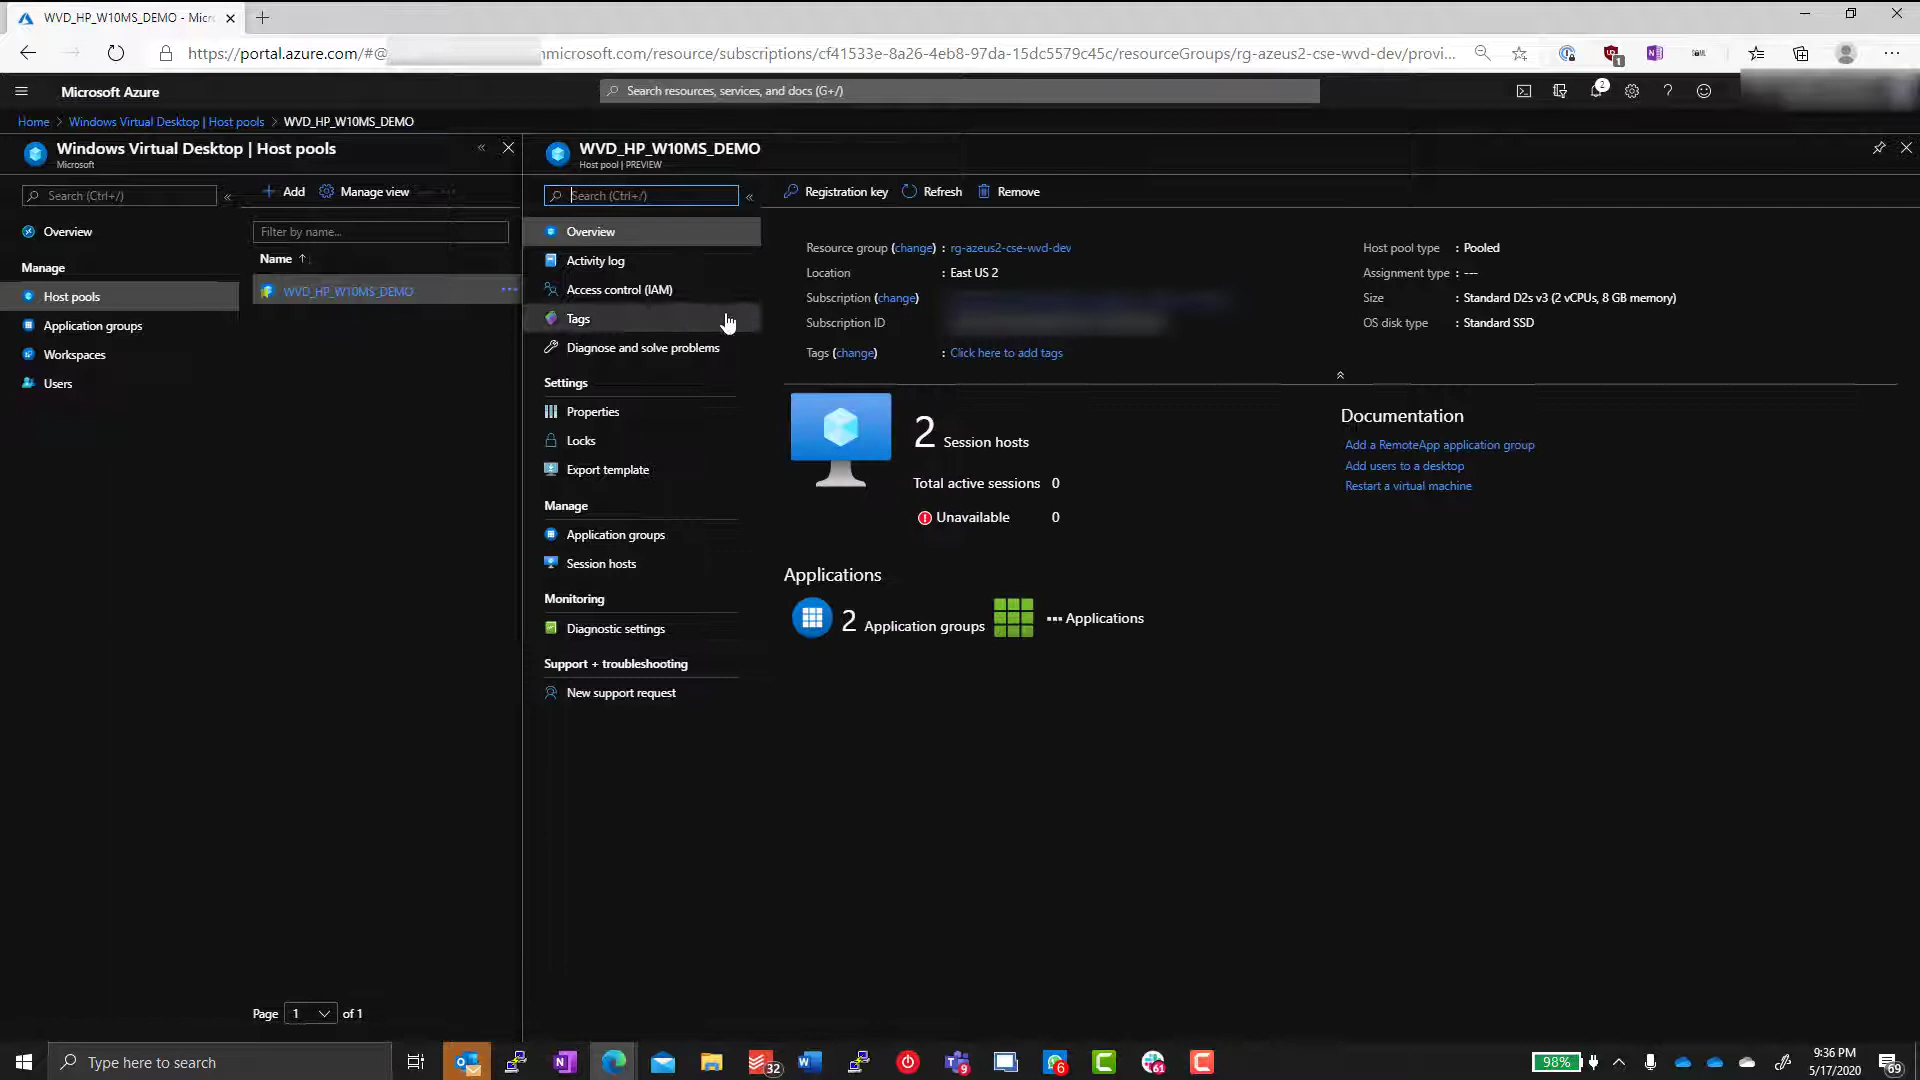 WVD_HP_W10MS_DEMO - Micr
https://portal.azure.com/#@ nmicrosoft.com/resource/subscriptions/cf41533e-8a26-4eb8-97da-15dc5579c45c/resourceGroups/rg-azeus2-cse-wvd-dev/provi...
1
Microsoft Azure
Search resources, services, and docs (G+/)
2
Home > Windows Virtual Desktop | Host pools > WVD_HP_W10MS_DEMO
Windows Virtual Desktop | Host pools
Microsoft
Search (Ctrl+/)
Overview
Manage
Host pools
Application groups
Workspaces
Users
Add
Manage view
Filter by name...
Name ↑
WVD_HP_W10MS_DEMO
Page 1 of 1
WVD_HP_W10MS_DEMO
Host pool | PREVIEW
Search (Ctrl+/)
Overview
Activity log
Access control (IAM)
Tags
Diagnose and solve problems
Settings
Properties
Locks
Export template
Manage
Application groups
Session hosts
Monitoring
Diagnostic settings
Support + troubleshooting
New support request
Registration key
Refresh
Remove
Resource group (change) : rg-azeus2-cse-wvd-dev
Location : East US 2
Subscription (change)
Subscription ID
Tags (change) : Click here to add tags
Host pool type : Pooled
Assignment type : ---
Size : Standard D2s v3 (2 vCPUs, 8 GB memory)
OS disk type : Standard SSD
2 Session hosts
Total active sessions 0
Unavailable 0
Documentation
Add a RemoteApp application group
Add users to a desktop
Restart a virtual machine
Applications
2 Application groups
--- Applications
Type here to search
32
9
6
61
98%
9:36 PM
5/17/2020
69